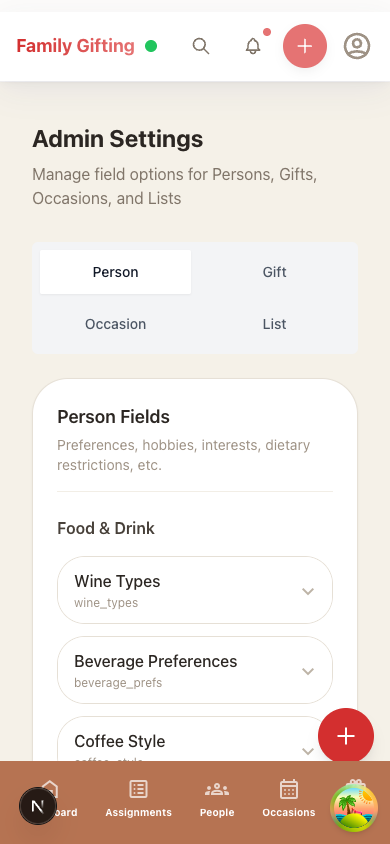 Family Gifting
Admin Settings
Manage field options for Persons, Gifts,
Occasions, and Lists
Person
Gift
Occasion
List
Person Fields
Preferences, hobbies, interests, dietary
restrictions, etc.
Food & Drink
Wine Types
wine_types
Beverage Preferences
beverage_prefs
Coffee Style
N
board
Assignments
People
Occasions